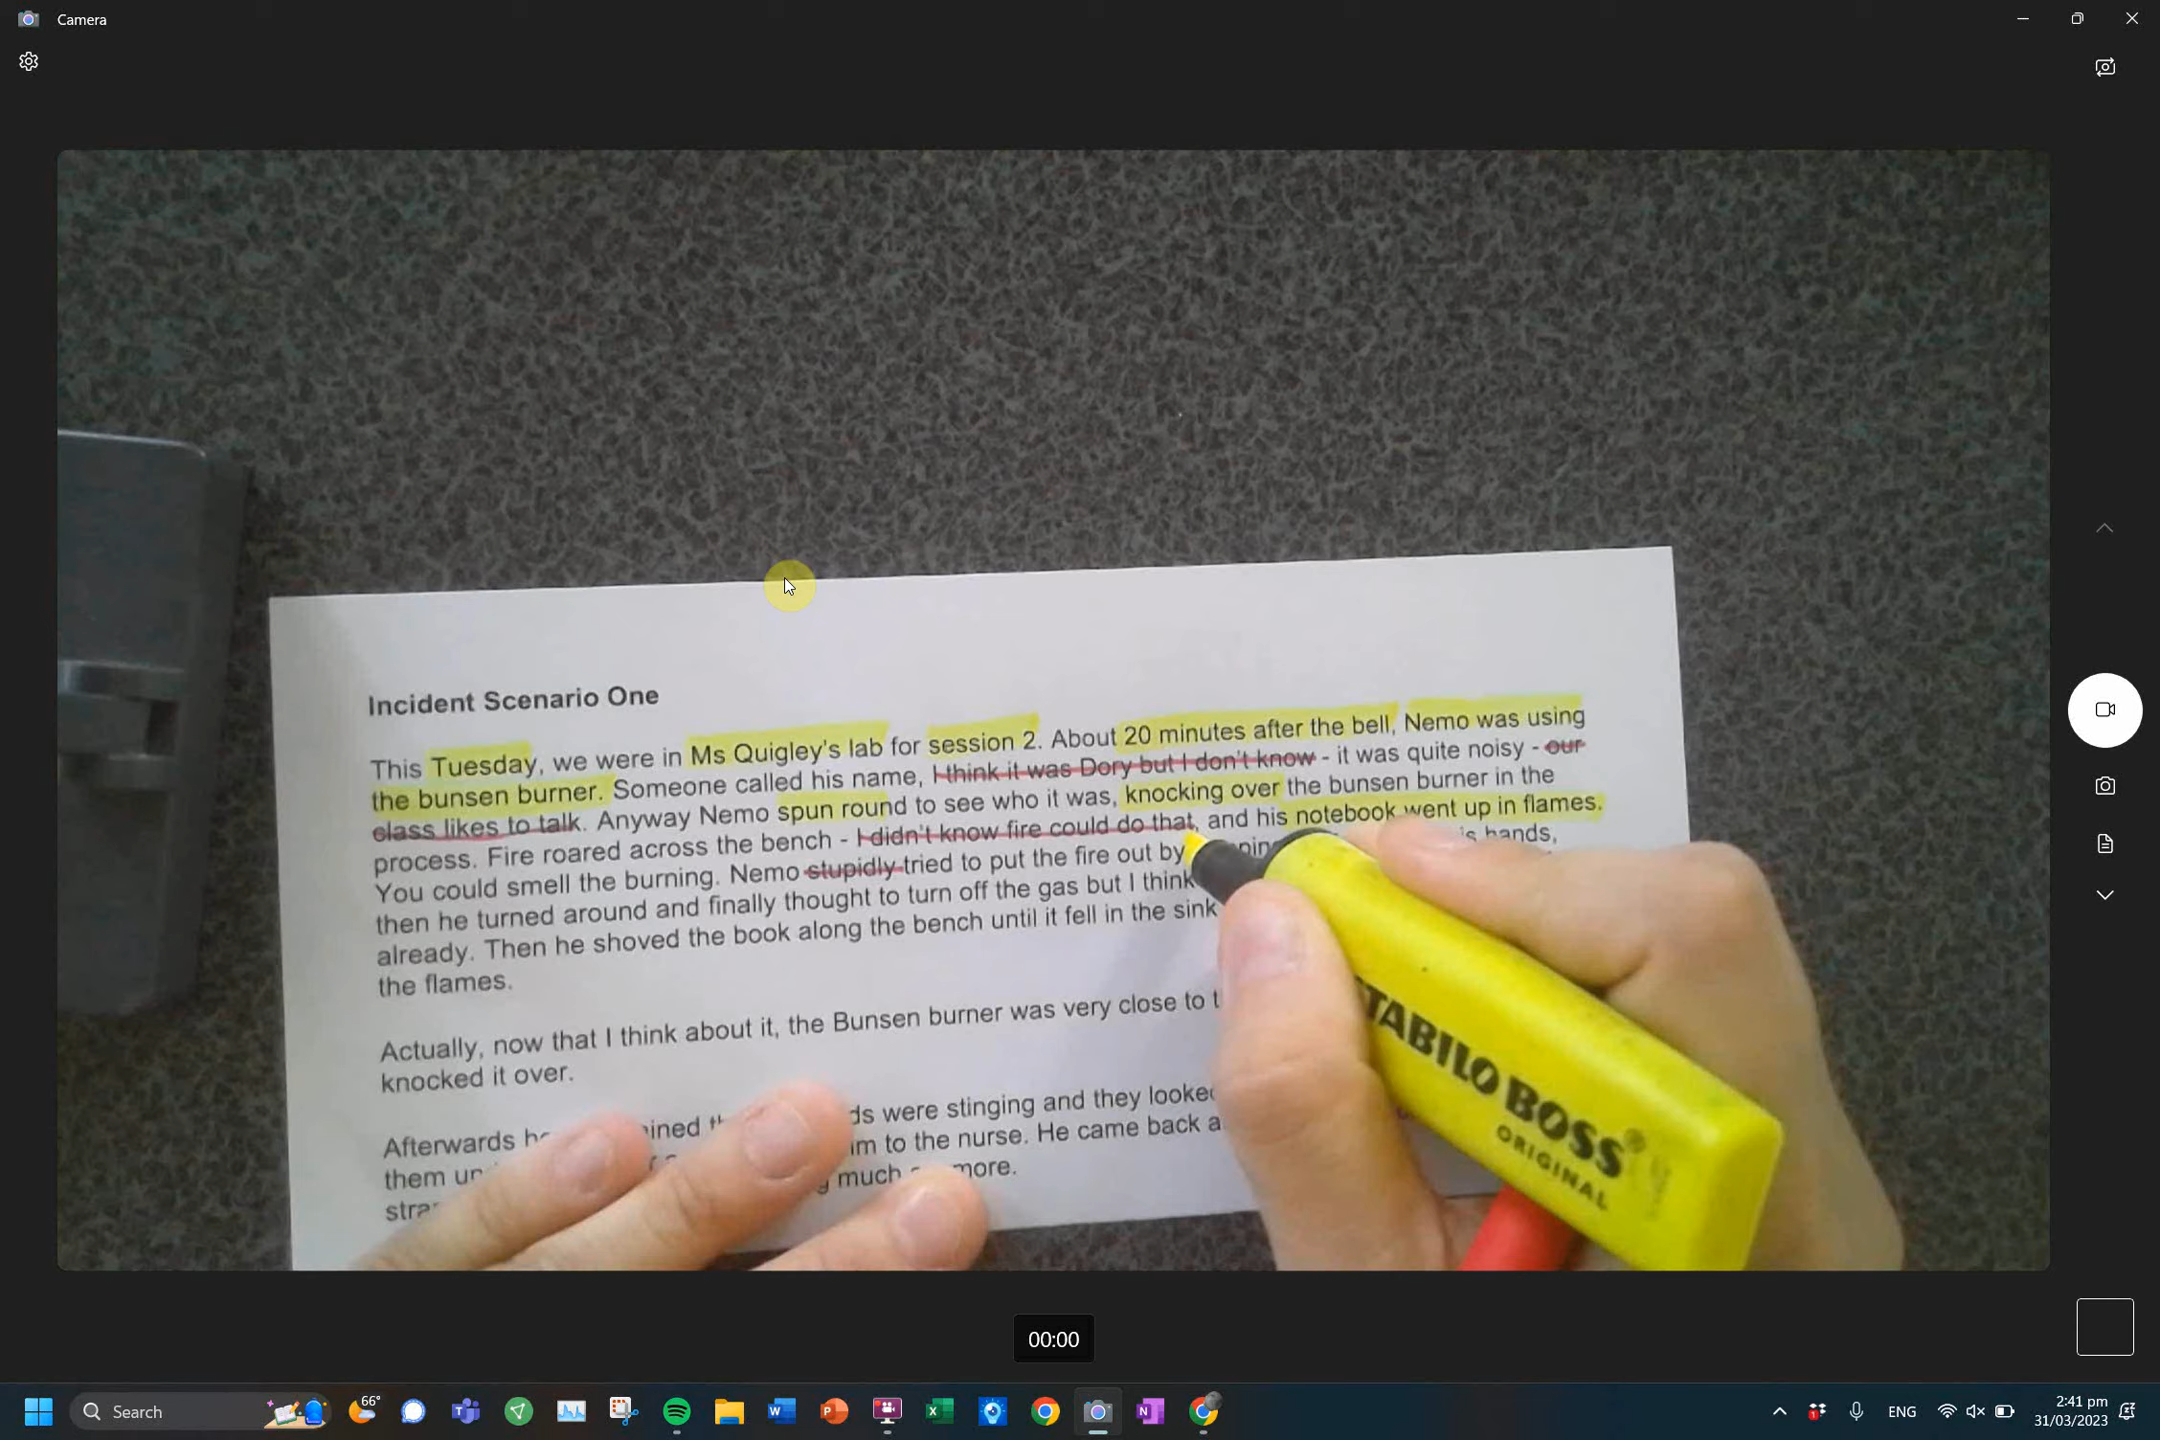 Camera
Incident Scenario One
This Tuesday, we were in Ms Quigley's lab for session 2. About 20 minutes after the bell, Nemo was using
the bunsen burner. Someone called his name, I think it was Dory but I don't know - it was quite noisy - our
class likes to talk. Anyway Nemo spun round to see who it was, knocking over the bunsen burner in the
process. Fire roared across the bench - I didn't know fire could do that, and his notebook went up in flames.
You could smell the burning. Nemo stupidly tried to put the fire out by hands,
then he turned around and finally thought to turn off the gas but I think
already. Then he shoved the book along the bench until it fell in the sink
the flames.
Actually, now that I think about it, the Bunsen burner was very close to
knocked it over.
Afterwards were stinging and they looked
them to the nurse. He came back
much more.
STABILO BOSS
ORIGINAL
00:00
66°
Search
ENG
2:41 pm
31/03/2023